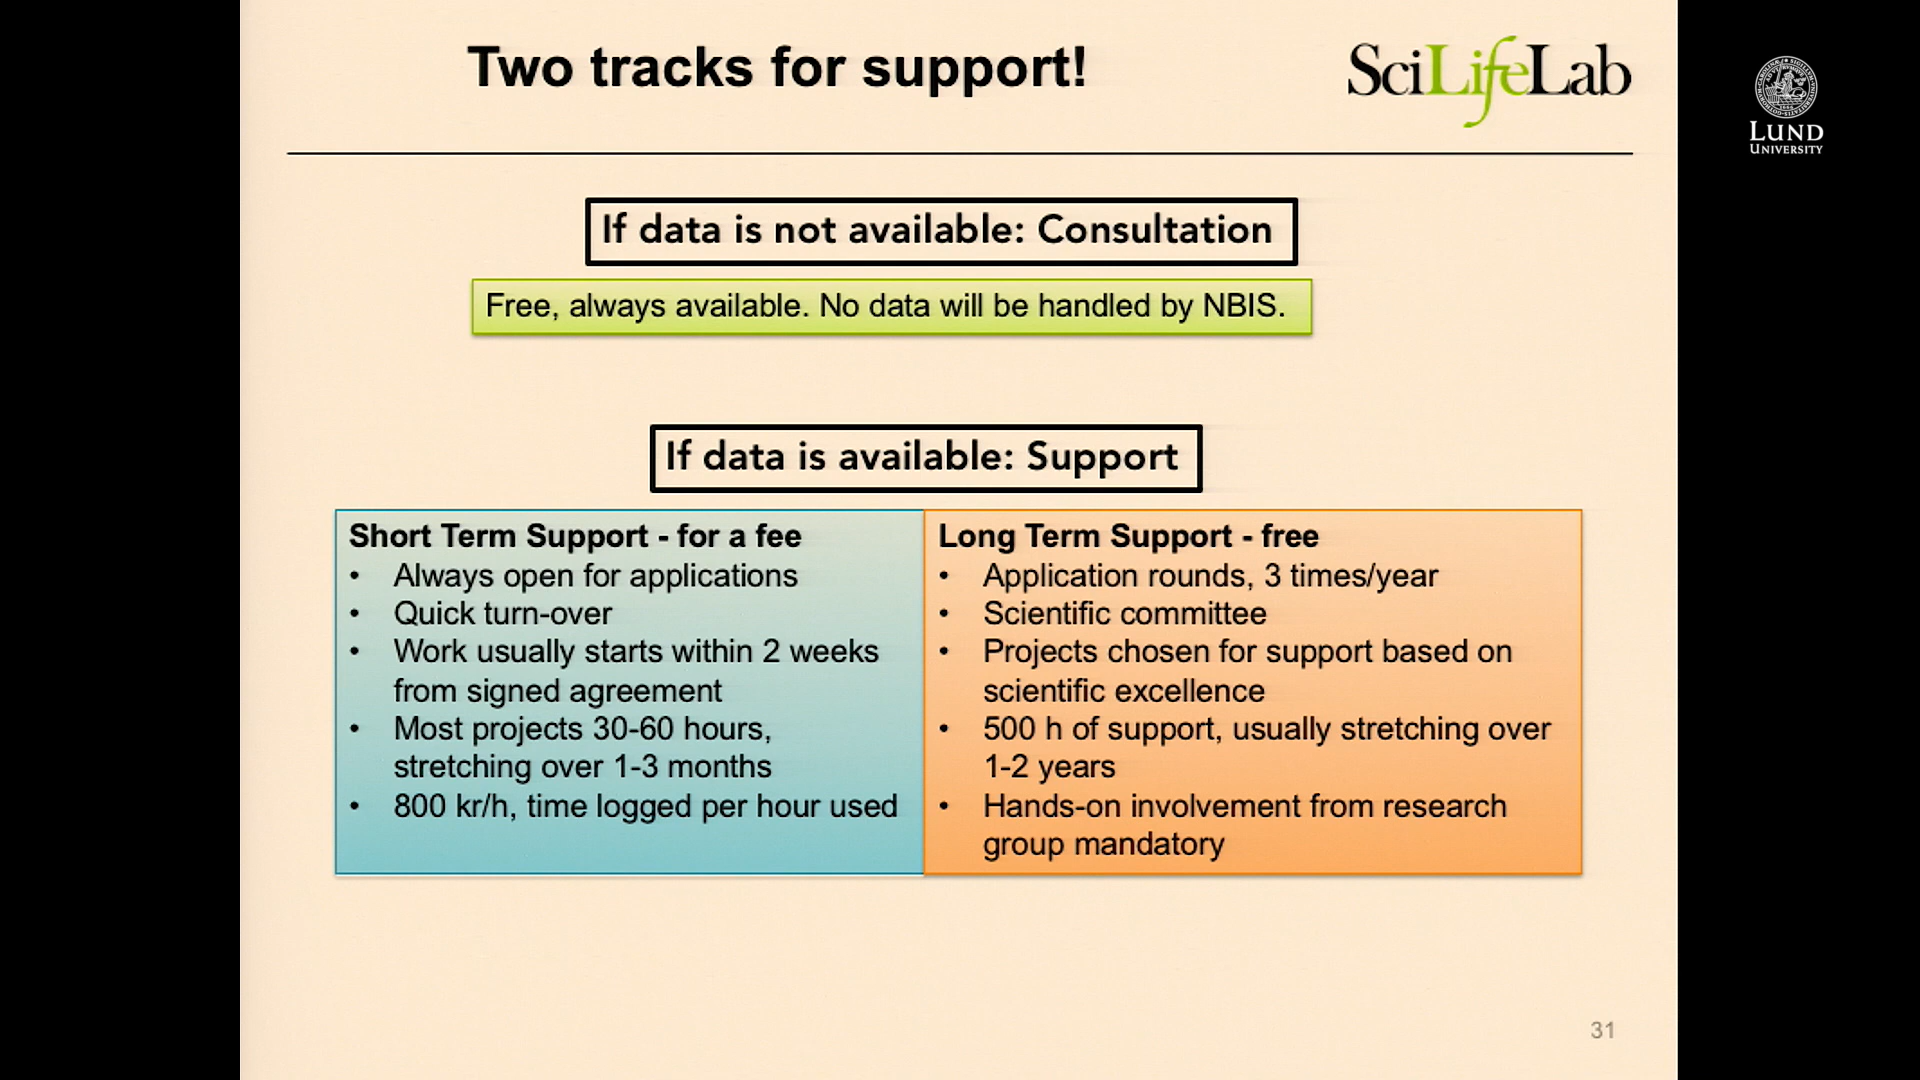 Two tracks for support!
SciLifeLab
LUND
UNIVERSITY
If data is not available: Consultation
Free, always available. No data will be handled by NBIS.
If data is available: Support
Short Term Support - for a fee
• Always open for applications
• Quick turn-over
• Work usually starts within 2 weeks
from signed agreement
• Most projects 30-60 hours,
stretching over 1-3 months
• 800 kr/h, time logged per hour used
Long Term Support - free
• Application rounds, 3 times/year
• Scientific committee
• Projects chosen for support based on
scientific excellence
• 500 h of support, usually stretching over
1-2 years
• Hands-on involvement from research
group mandatory
31